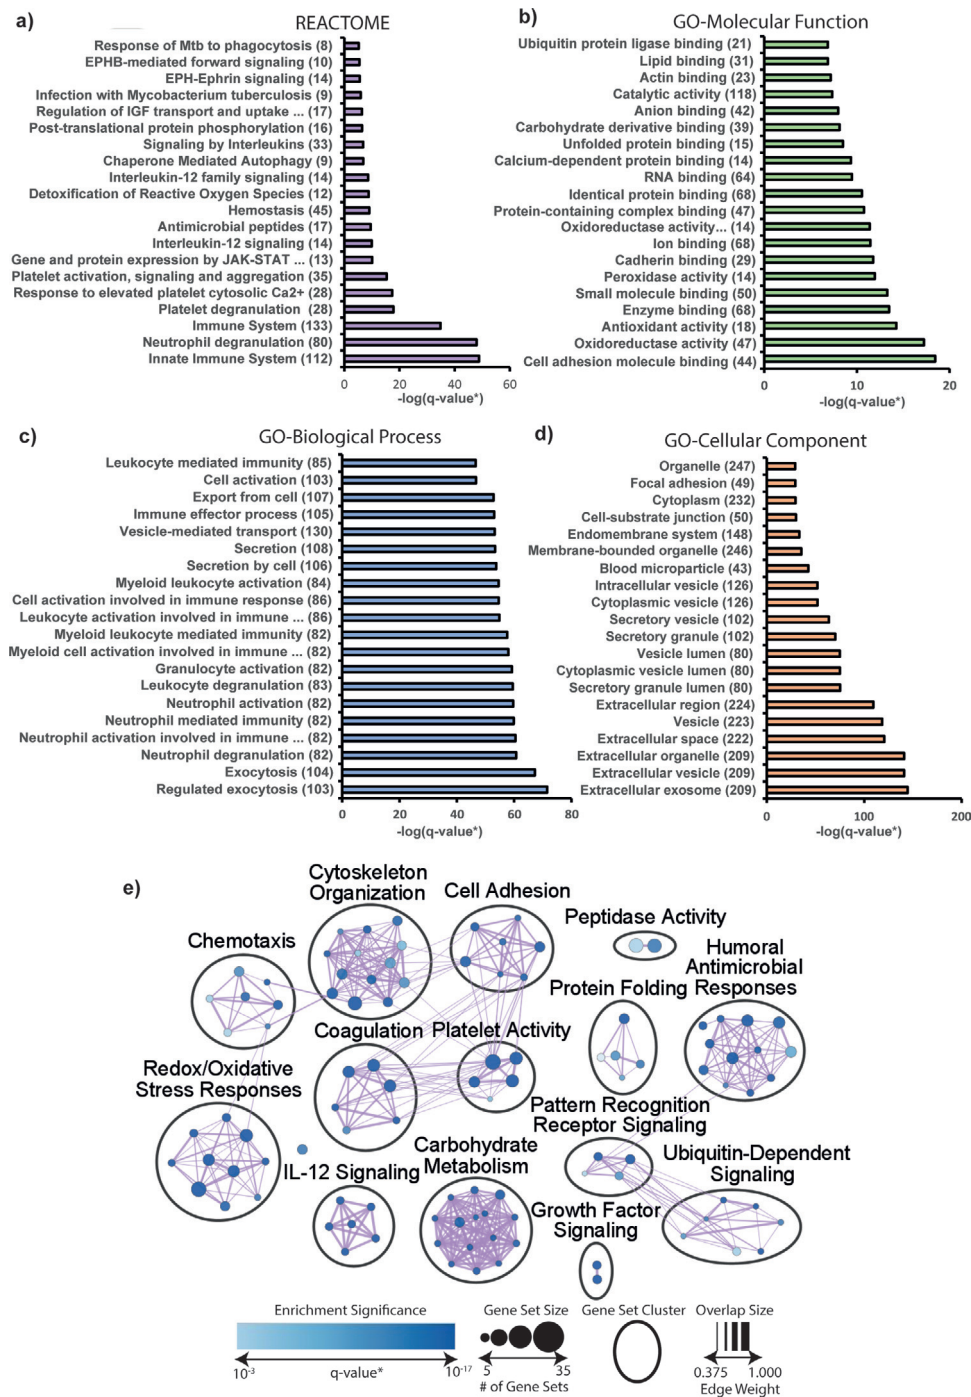 a)
REACTOME
Response of Mtb to phagocytosis (8)
EPHB-mediated forward signaling (10)
EPH-Ephrin signaling (14)
Infection with Mycobacterium tuberculosis (9)
Regulation of IGF transport and uptake ... (17)
Post-translational protein phosphorylation (16)
Signaling by Interleukins (33)
Chaperone Mediated Autophagy (9)
Interleukin-12 family signaling (14)
Detoxification of Reactive Oxygen Species (12)
Hemostasis (45)
Antimicrobial peptides (17)
Interleukin-12 signaling (14)
Gene and protein expression by JAK-STAT ... (13)
Platelet activation, signaling and aggregation (35)
Response to elevated platelet cytosolic Ca2+ (28)
Platelet degranulation (28)
Immune System (133)
Neutrophil degranulation (80)
Innate Immune System (112)
0 20 40 60
-log(q-value*)
b)
GO-Molecular Function
Ubiquitin protein ligase binding (21)
Lipid binding (31)
Actin binding (23)
Catalytic activity (118)
Anion binding (42)
Carbohydrate derivative binding (39)
Unfolded protein binding (15)
Calcium-dependent protein binding (14)
RNA binding (64)
Identical protein binding (68)
Protein-containing complex binding (47)
Oxidoreductase activity... (14)
Ion binding (68)
Cadherin binding (29)
Peroxidase activity (14)
Small molecule binding (50)
Enzyme binding (68)
Antioxidant activity (18)
Oxidoreductase activity (47)
Cell adhesion molecule binding (44)
0 10 20
-log(q-value*)
c)
GO-Biological Process
Leukocyte mediated immunity (85)
Cell activation (103)
Export from cell (107)
Immune effector process (105)
Vesicle-mediated transport (130)
Secretion (108)
Secretion by cell (106)
Myeloid leukocyte activation (84)
Cell activation involved in immune response (86)
Leukocyte activation involved in immune ... (86)
Myeloid leukocyte mediated immunity (82)
Myeloid cell activation involved in immune ... (82)
Granulocyte activation (82)
Leukocyte degranulation (83)
Neutrophil activation (82)
Neutrophil mediated immunity (82)
Neutrophil activation involved in immune ... (82)
Neutrophil degranulation (82)
Exocytosis (104)
Regulated exocytosis (103)
0 20 40 60 80
-log(q-value*)
d)
GO-Cellular Component
Organelle (247)
Focal adhesion (49)
Cytoplasm (232)
Cell-substrate junction (50)
Endomembrane system (148)
Membrane-bounded organelle (246)
Blood microparticle (43)
Intracellular vesicle (126)
Cytoplasmic vesicle (126)
Secretory vesicle (102)
Secretory granule (102)
Vesicle lumen (80)
Cytoplasmic vesicle lumen (80)
Secretory granule lumen (80)
Extracellular region (224)
Vesicle (223)
Extracellular space (222)
Extracellular organelle (209)
Extracellular vesicle (209)
Extracellular exosome (209)
0 100 200
-log(q-value*)
e)
Cytoskeleton
Organization
Cell Adhesion
Peptidase Activity
Chemotaxis
Humoral
Antimicrobial
Responses
Protein Folding
Coagulation
Platelet Activity
Redox/Oxidative
Stress Responses
Pattern Recognition
Receptor Signaling
Carbohydrate
Metabolism
IL-12 Signaling
Ubiquitin-Dependent
Signaling
Growth Factor
Signaling
Enrichment Significance
10-3 q-value* 10-17
Gene Set Size
5 35
# of Gene Sets
Gene Set Cluster
Overlap Size
0.375 1.000
Edge Weight